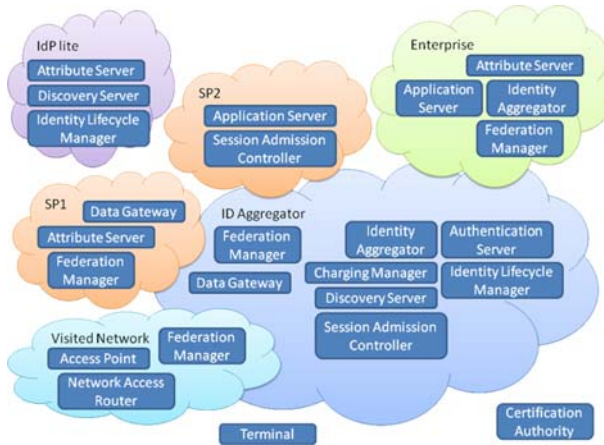 IdP lite
Attribute Server
Discovery Server
Identity Lifecycle
Manager
SP2
Application Server
Session Admission
Controller
Enterprise
Attribute Server
Application
Server
Identity
Aggregator
Federation
Manager
SP1
Data Gateway
Attribute Server
Federation
Manager
ID Aggregator
Federation
Manager
Data Gateway
Identity
Aggregator
Authentication
Server
Charging Manager
Identity Lifecycle
Manager
Discovery Server
Session Admission
Controller
Visited Network
Federation
Manager
Access Point
Network Access
Router
Terminal
Certification
Authority